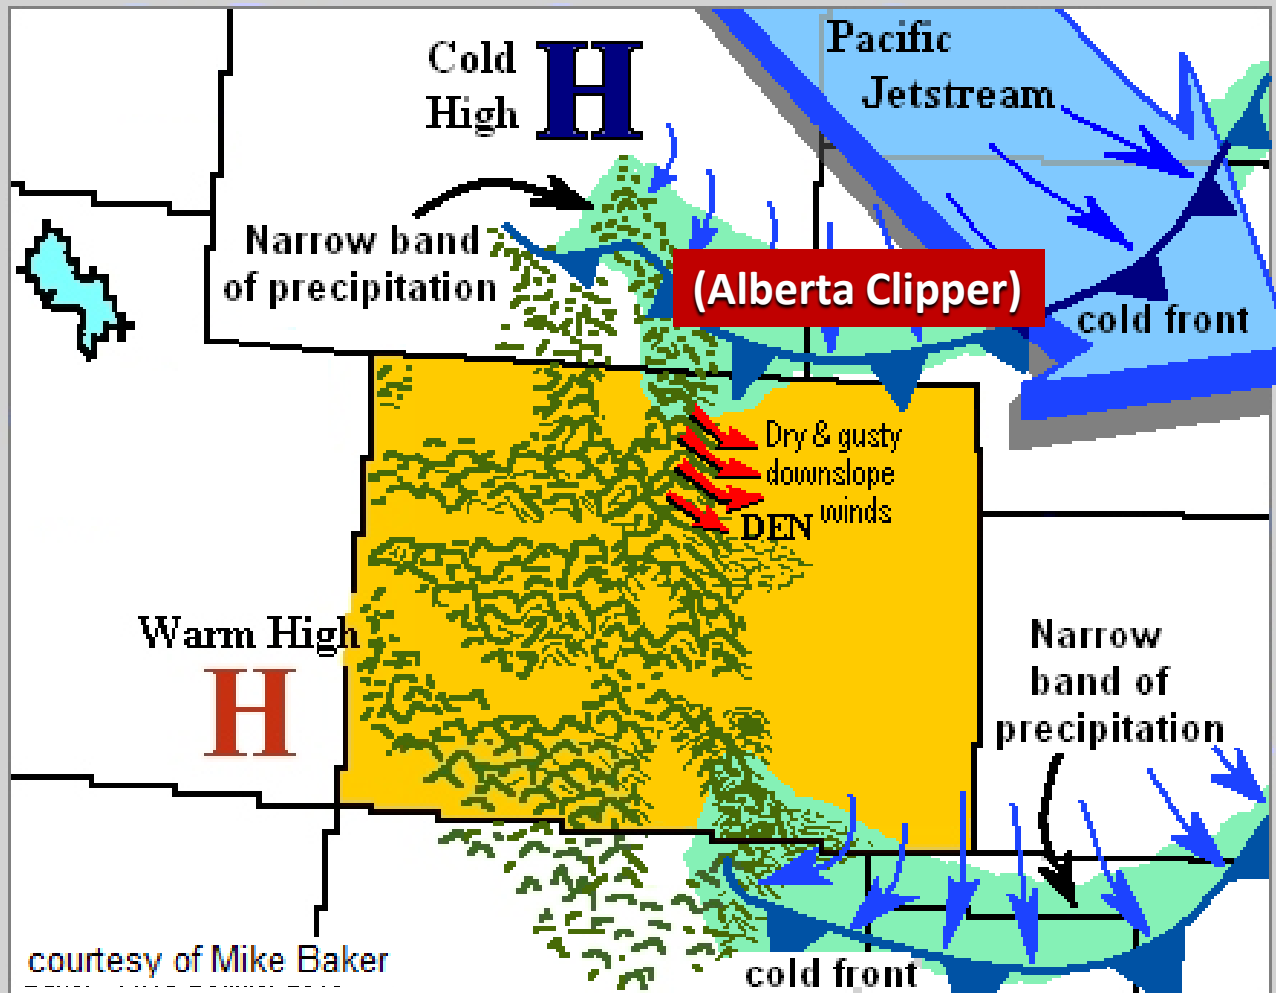 Cold
High
H
Pacific
Jetstream
Narrow band
of precipitation
(Alberta Clipper)
cold front
Dry & gusty
downslope
winds
DEN
Warm High
H
Narrow
band of
precipitation
courtesy of Mike Baker
cold front